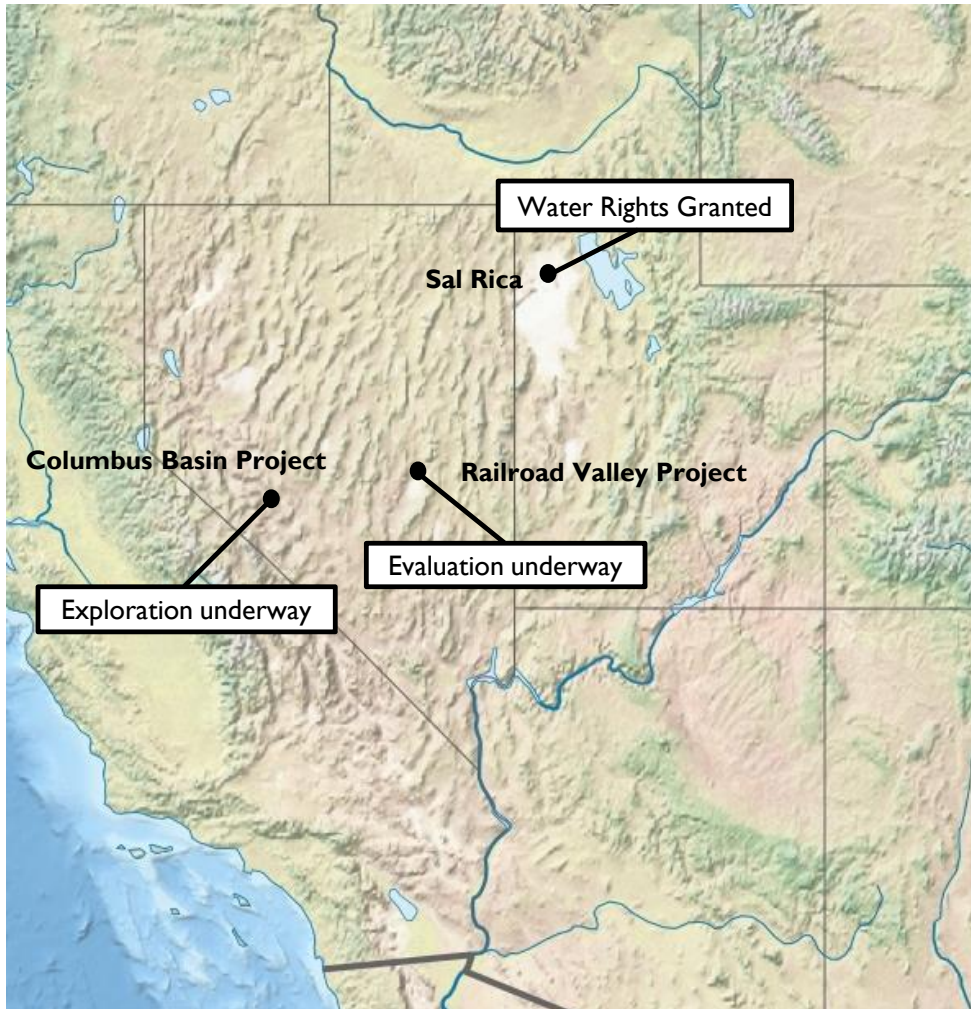 Water Rights Granted
Sal Rica
Columbus Basin Project
Railroad Valley Project
Evaluation underway
Exploration underway